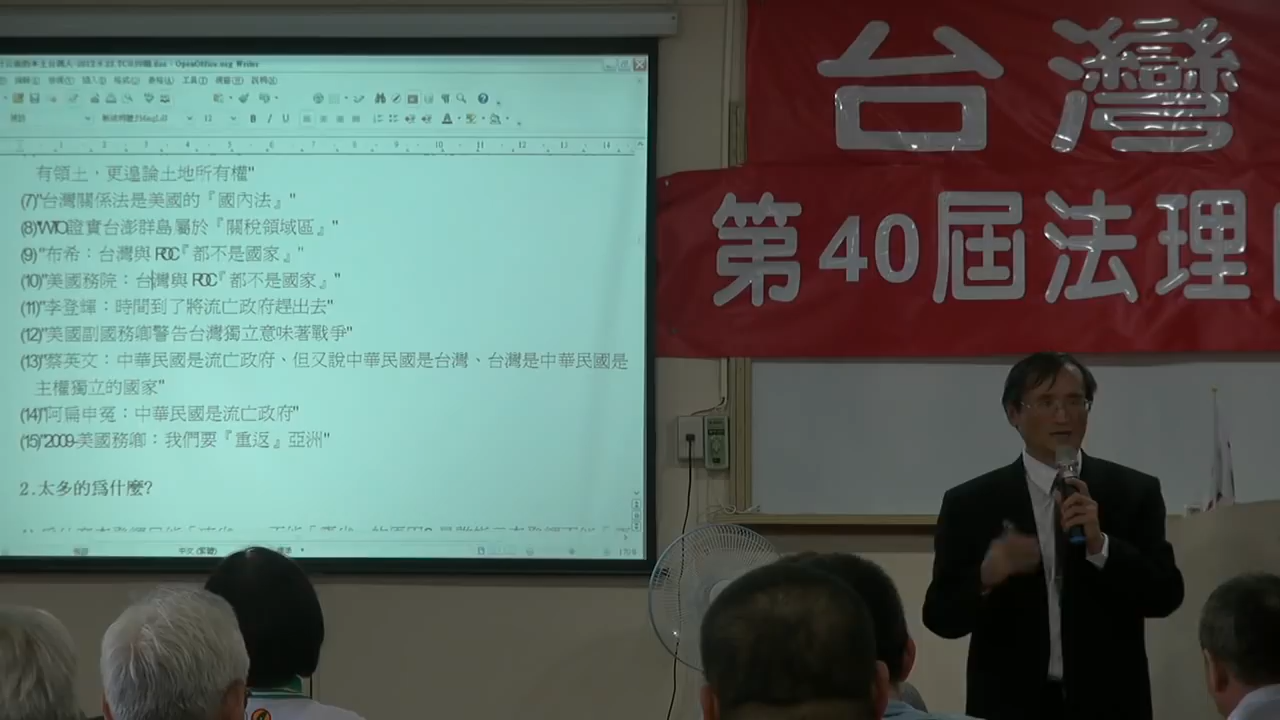 OpenOffice.org Writer
有領土，更遑論土地所有權"
(7)"台灣關係法是美國的『國內法』"
(8)"WTO證實台澎群島屬於『關稅領域區』"
(9)"布希：台灣與 ROC『都不是國家』"
(10)"美國務院：台灣與 ROC『都不是國家』"
(11)"李登輝：時間到了將流亡政府趕出去"
(12)"美國副國務卿警告台灣獨立意味著戰爭"
(13)"蔡英文：中華民國是流亡政府、但又說中華民國是台灣、台灣是中華民國是
主權獨立的國家"
(14)"阿扁申冤：中華民國是流亡政府"
(15)"2009-美國務卿：我們要『重返』亞洲
2.太多的爲什麼?
台灣
第40屆法理